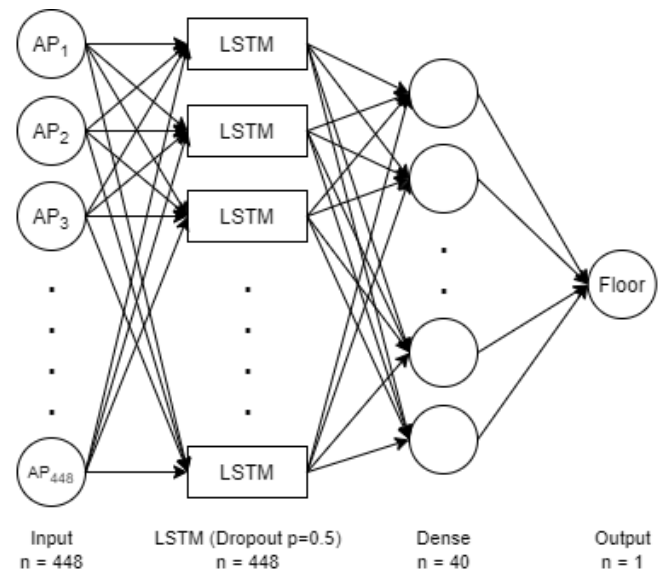 AP₁
LSTM
AP₂
LSTM
AP₃
LSTM
Floor
AP₄₄₈
LSTM
Input
n = 448
LSTM (Dropout p=0.5)
n = 448
Dense
n = 40
Output
n = 1